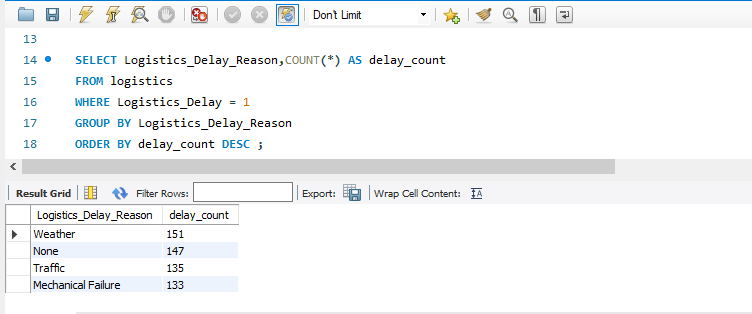 Don't Limit
13
14 SELECT Logistics_Delay_Reason,COUNT(*) AS delay_count
15 FROM logistics
16 WHERE Logistics_Delay = 1
17 GROUP BY Logistics_Delay_Reason
18 ORDER BY delay_count DESC ;
Result Grid Filter Rows: Export: Wrap Cell Content:
Logistics_Delay_Reason delay_count
Weather 151
None 147
Traffic 135
Mechanical Failure 133